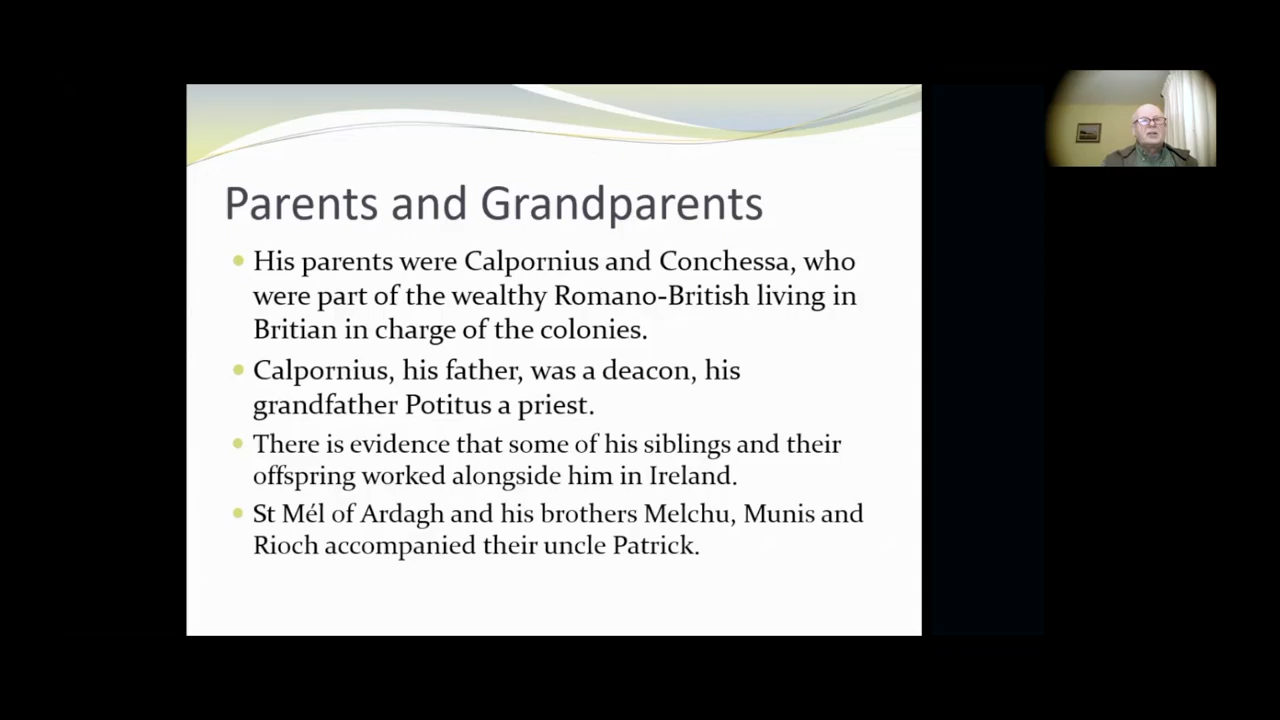 Parents and Grandparents
His parents were Calpornius and Conchessa, who
were part of the wealthy Romano-British living in
Britian in charge of the colonies.
Calpornius, his father, was a deacon, his
grandfather Potitus a priest.
There is evidence that some of his siblings and their
offspring worked alongside him in Ireland.
St Mél of Ardagh and his brothers Melchu, Munis and
Rioch accompanied their uncle Patrick.